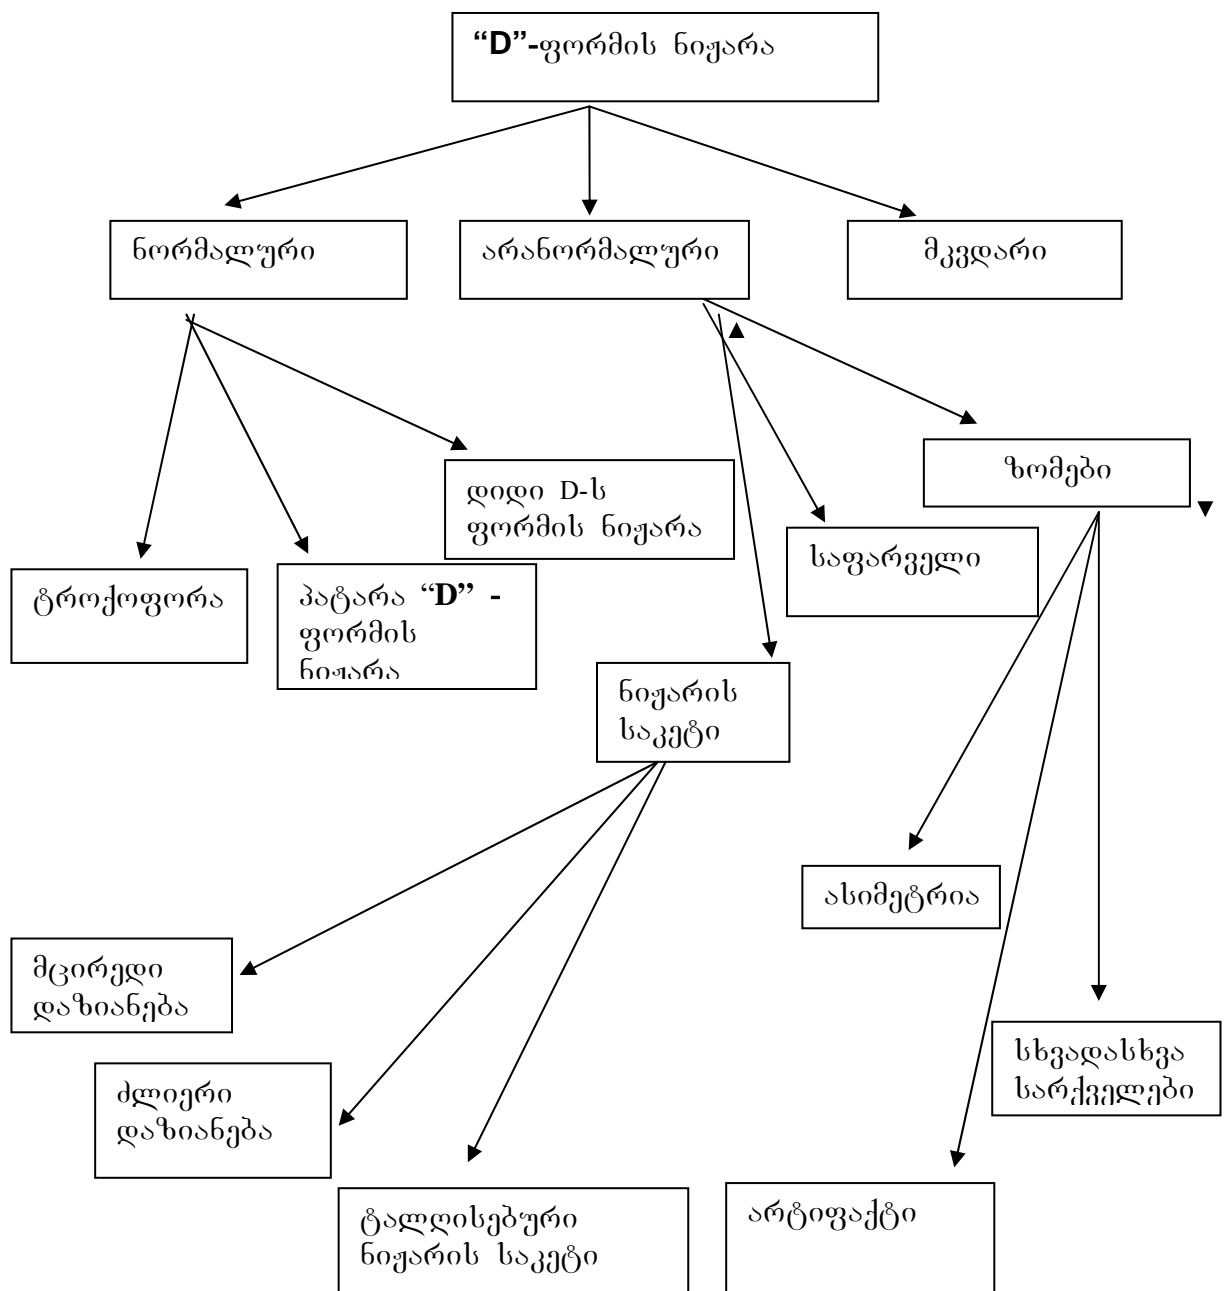 “D”-ფორმის ნიჟარა
ნორმალური
არანორმალური
მკვდარი
ზომები
დიდი D-ს
ფორმის ნიჟარა
საფარველი
ტროქოფორა
პატარა “D” -
ფორმის
ნიჟარა
ნიჟარის
საკეტი
ასიმეტრია
მცირედი
დაზიანება
სხვადასხვა
სარქველები
ძლიერი
დაზიანება
ტალღისებური
ნიჟარის საკეტი
არტიფაქტი